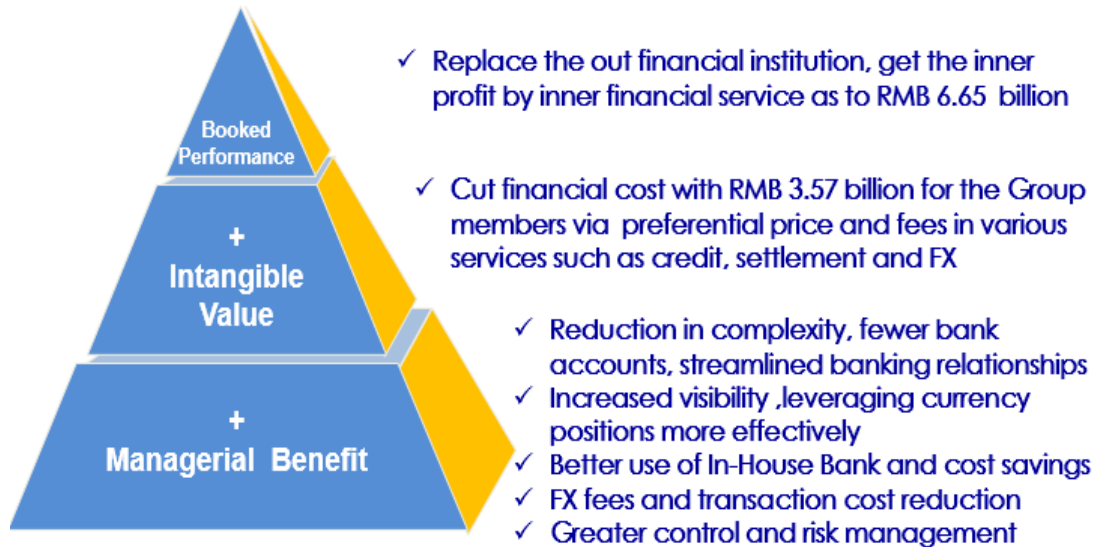 Booked
Performance
✓ Replace the out financial institution, get the inner
profit by inner financial service as to RMB 6.65 billion
+
Intangible
Value
✓ Cut financial cost with RMB 3.57 billion for the Group
members via preferential price and fees in various
services such as credit, settlement and FX
+
Managerial Benefit
✓ Reduction in complexity, fewer bank
accounts, streamlined banking relationships
✓ Increased visibility ,leveraging currency
positions more effectively
✓ Better use of In-House Bank and cost savings
✓ FX fees and transaction cost reduction
✓ Greater control and risk management